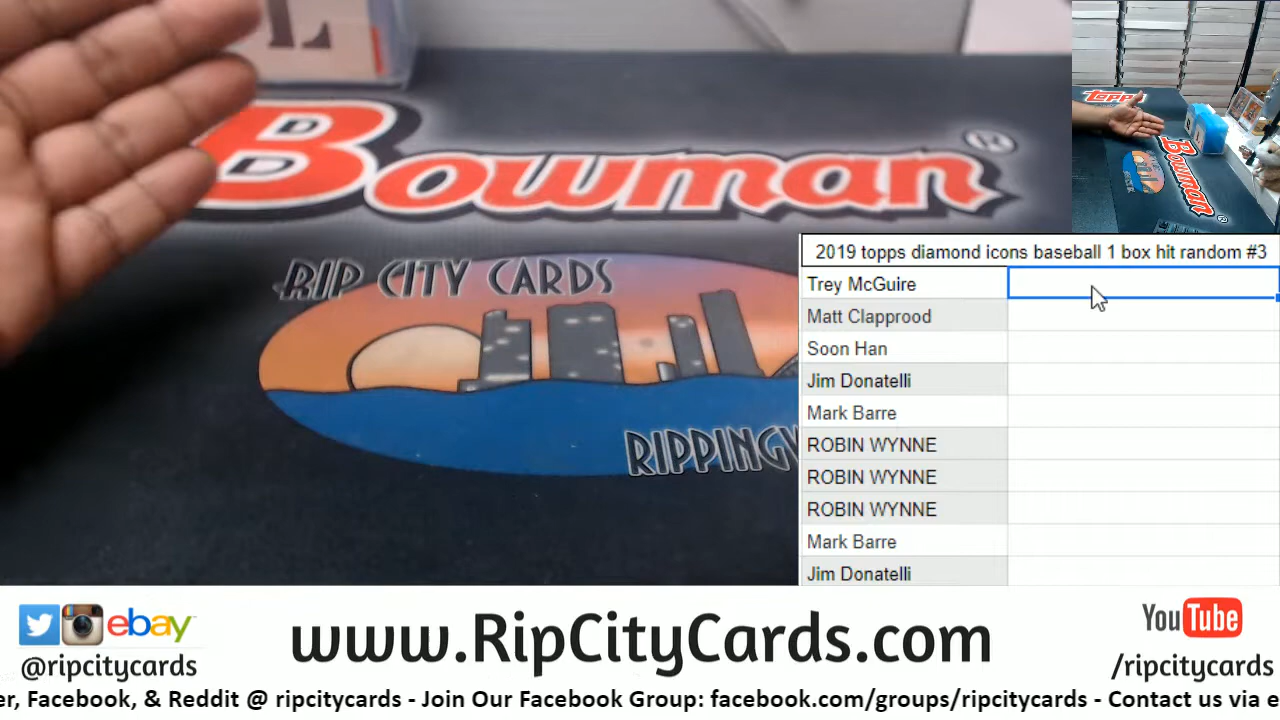 Bowman®
RIP CITY CARDS
topps
Bowman
2019 topps diamond icons baseball 1 box hit random #3
Trey McGuire
Matt Clapprood
Soon Han
Jim Donatelli
Mark Barre
ROBIN WYNNE
ROBIN WYNNE
ROBIN WYNNE
Mark Barre
Jim Donatelli
ebay
@ripcitycards
www.RipCityCards.com
YouTube
/ripcitycards
er, Facebook, & Reddit @ ripcitycards - Join Our Facebook Group: facebook.com/groups/ripcitycards - Contact us via e